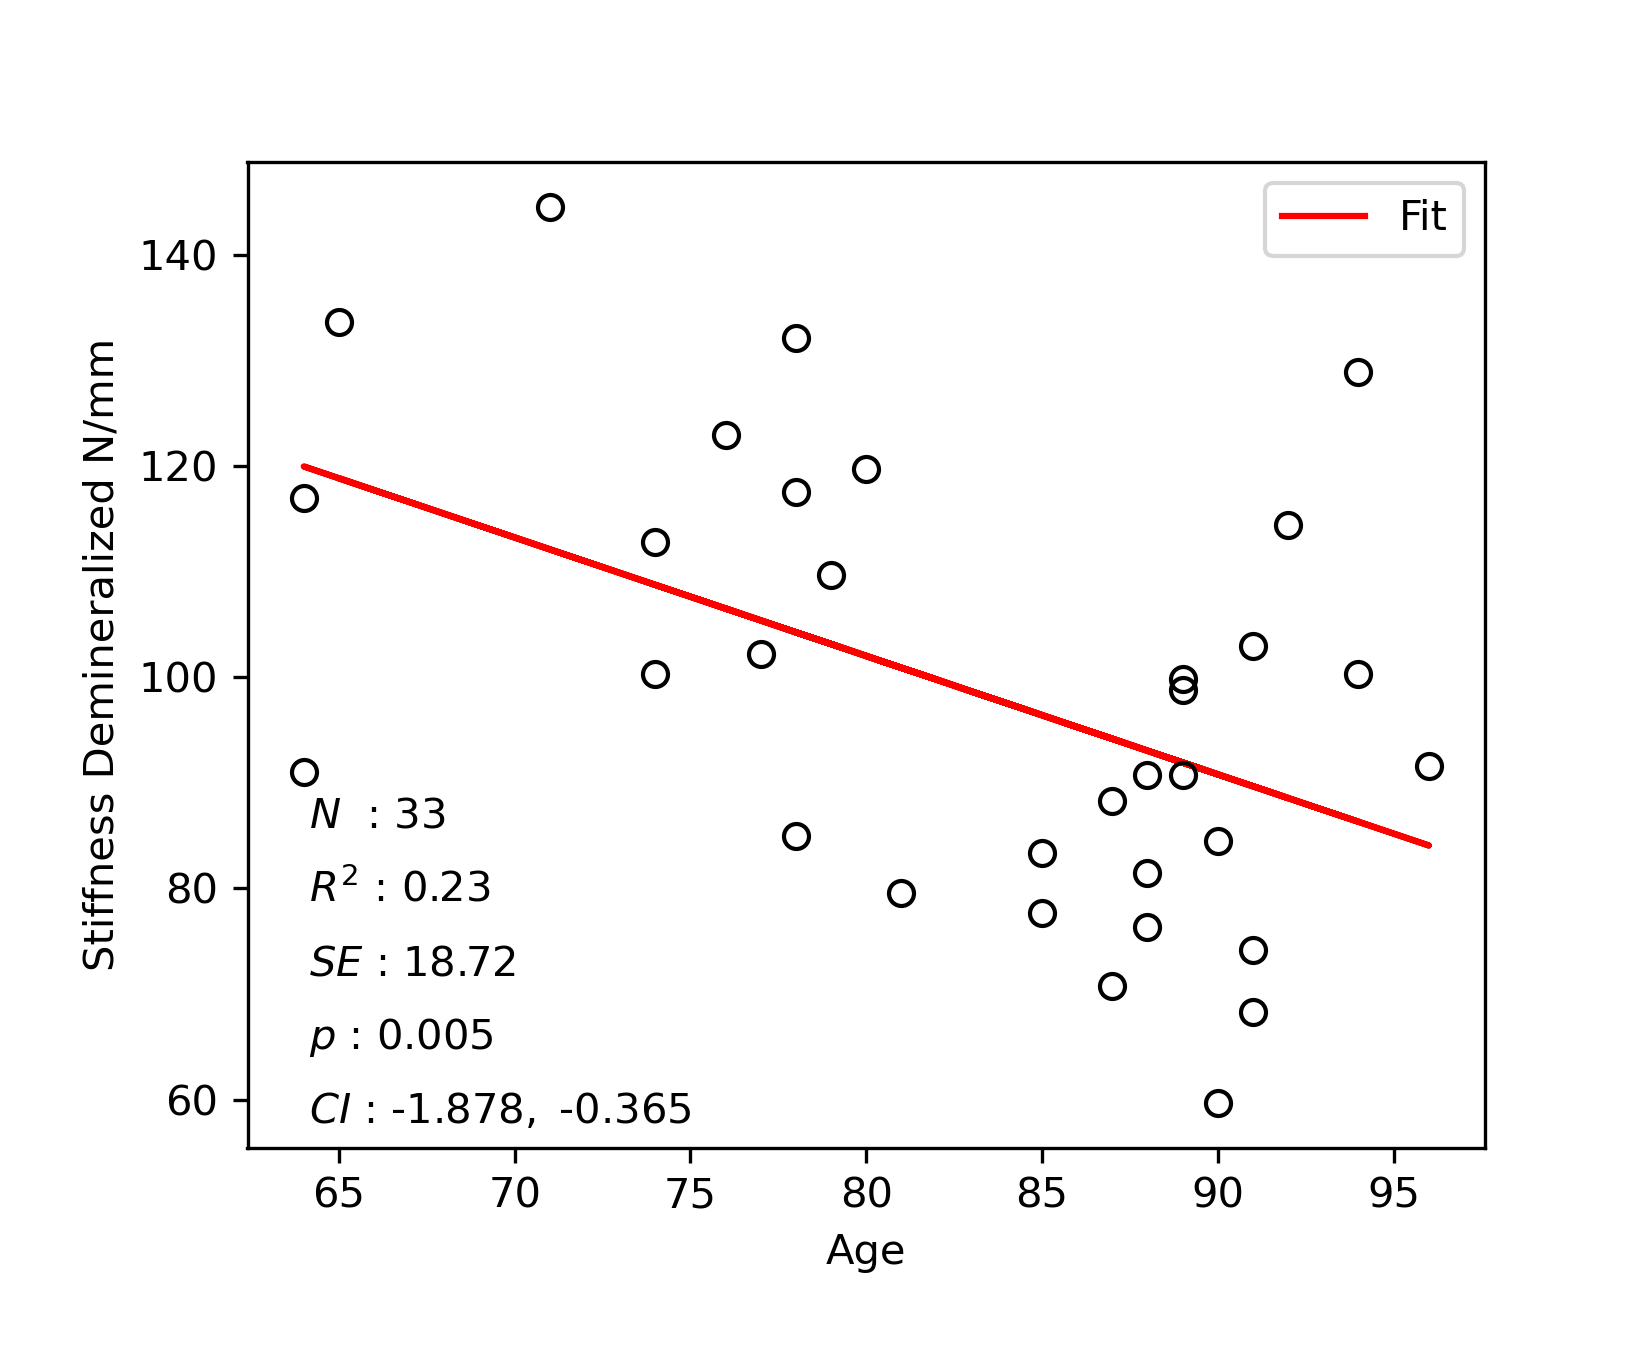 Fit
140
120
100
80
60
Stiffness Demineralized N/mm
N : 33
R² : 0.23
SE : 18.72
p : 0.005
CI : -1.878, -0.365
65 70 75 80 85 90 95
Age